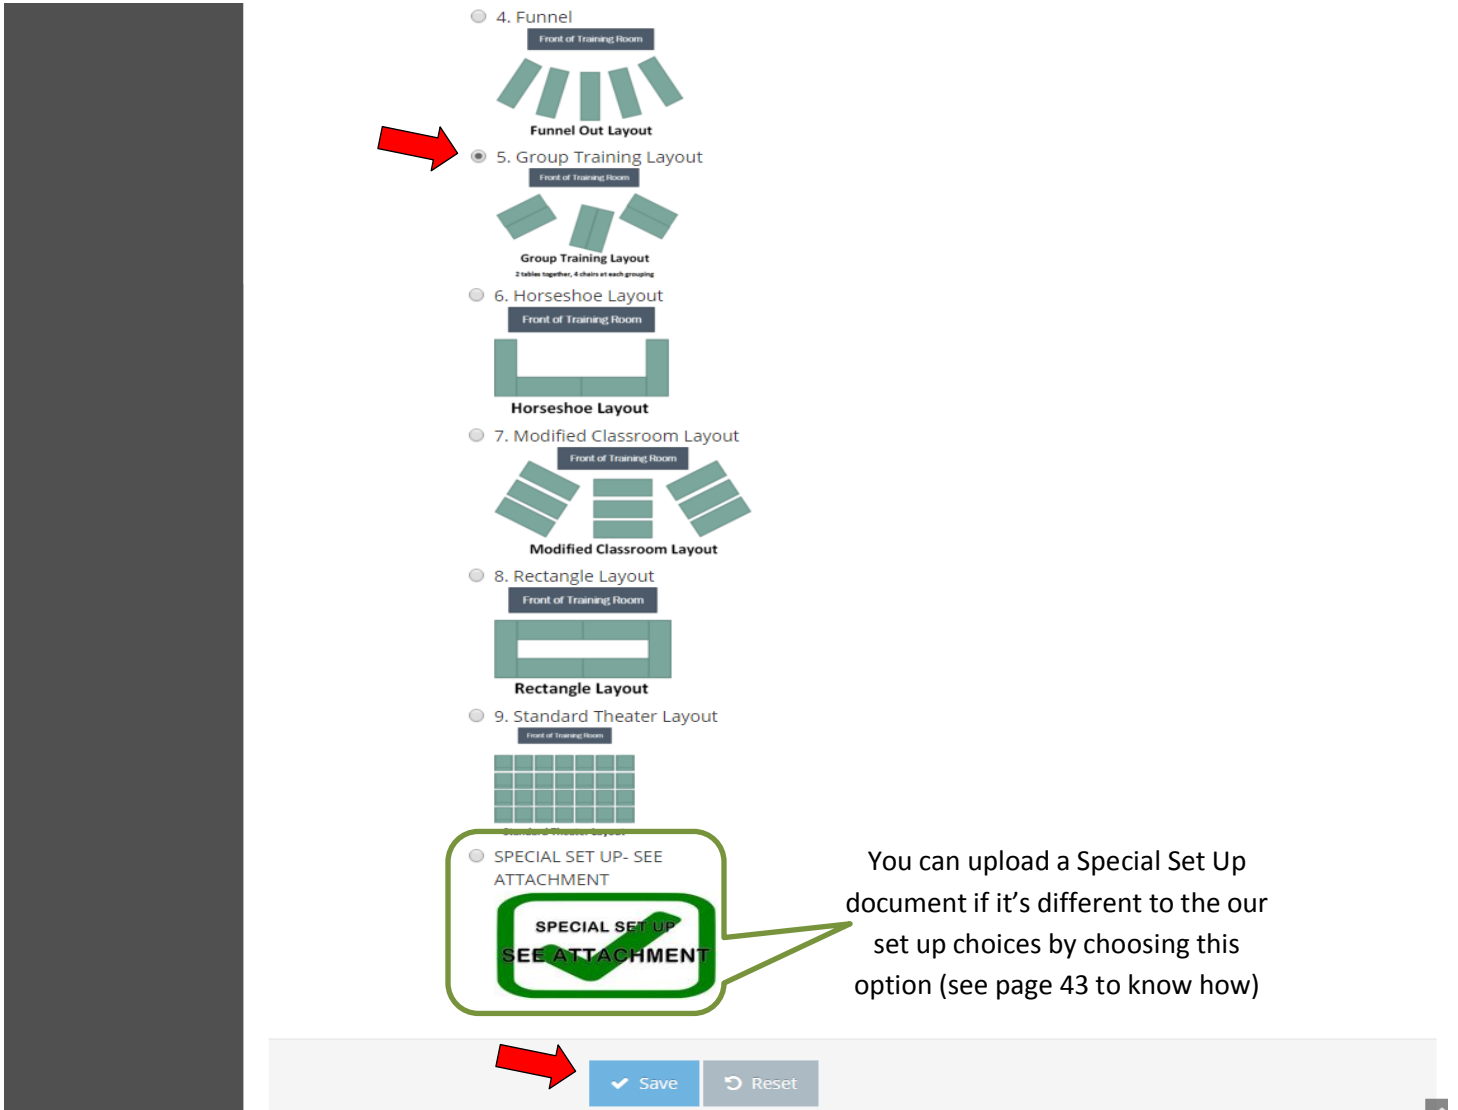 4. Funnel
Front of Training Room
Funnel Out Layout
5. Group Training Layout
Front of Training Room
Group Training Layout
2 tables together, 4 chairs at each grouping
6. Horseshoe Layout
Front of Training Room
Horseshoe Layout
7. Modified Classroom Layout
Front of Training Room
Modified Classroom Layout
8. Rectangle Layout
Front of Training Room
Rectangle Layout
9. Standard Theater Layout
Front of Training Room
Standard Theater Layout
SPECIAL SET UP- SEE
ATTACHMENT
SPECIAL SET UP
SEE ATTACHMENT
You can upload a Special Set Up
document if it’s different to the our
set up choices by choosing this
option (see page 43 to know how)
Save
Reset